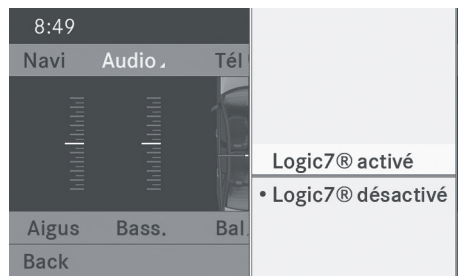 8:49
Navi Audio Tél
Logic7® activé
• Logic7® désactivé
Aigus Bass. Bal.
Back